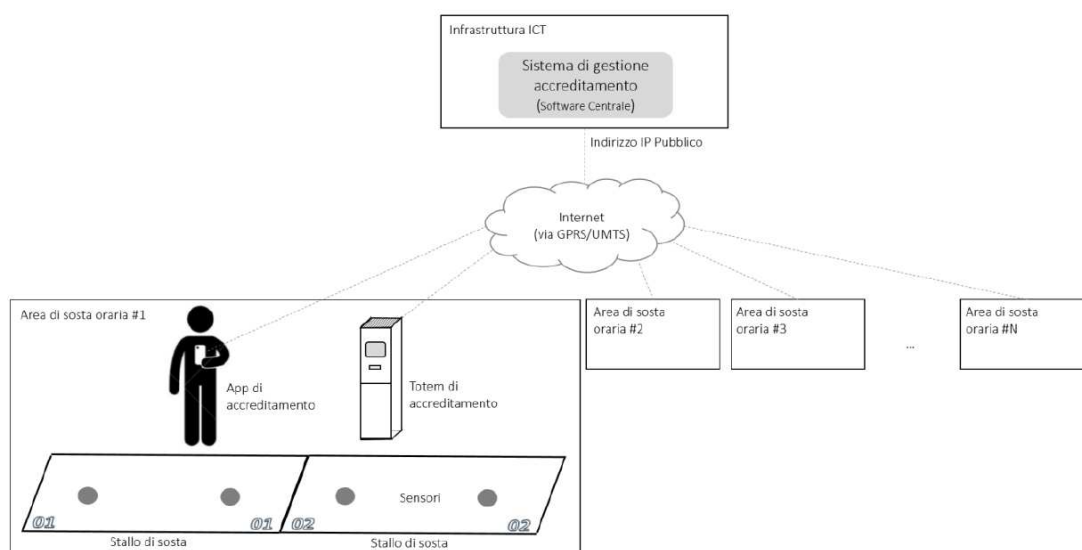 Infrastruttura ICT
Sistema di gestione
accreditamento
(Software Centrale)
Indirizzo IP Pubblico
Internet
(via GPRS/UMTS)
Area di sosta oraria #1
App di
accreditamento
Totem di
accreditamento
Area di sosta
oraria #2
Area di sosta
oraria #3
...
Area di sosta
oraria #N
Sensori
01
01
02
02
Stallo di sosta
Stallo di sosta